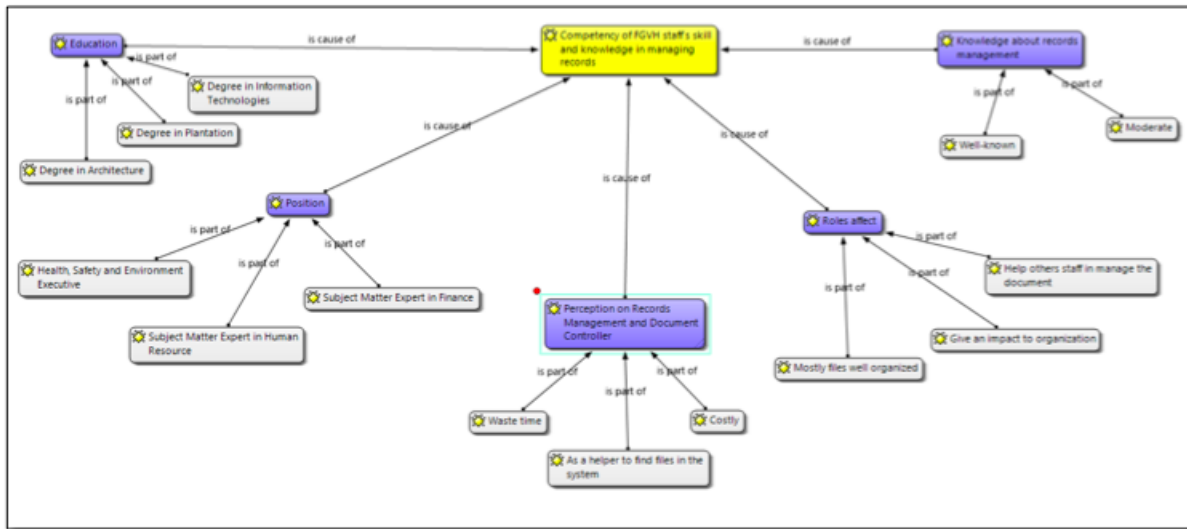 Education
is cause of
Competency of FGVH staff's skill
and knowledge in managing
records
is cause of
Knowledge about records
management
is part of
is part of
is part of
Degree in Information
Technologies
Degree in Plantation
Degree in Architecture
is part of
is part of
Well-known
Moderate
is cause of
is cause of
is cause of
Position
is part of
is part of
is part of
Health, Safety and Environment
Executive
Subject Matter Expert in Finance
Subject Matter Expert in Human
Resource
Roles affect
is part of
is part of
is part of
Help others staff in manage the
document
Give an impact to organization
Mostly files well organized
Perception on Records
Management and Document
Controller
is part of
is part of
is part of
Waste time
Costly
As a helper to find files in the
system